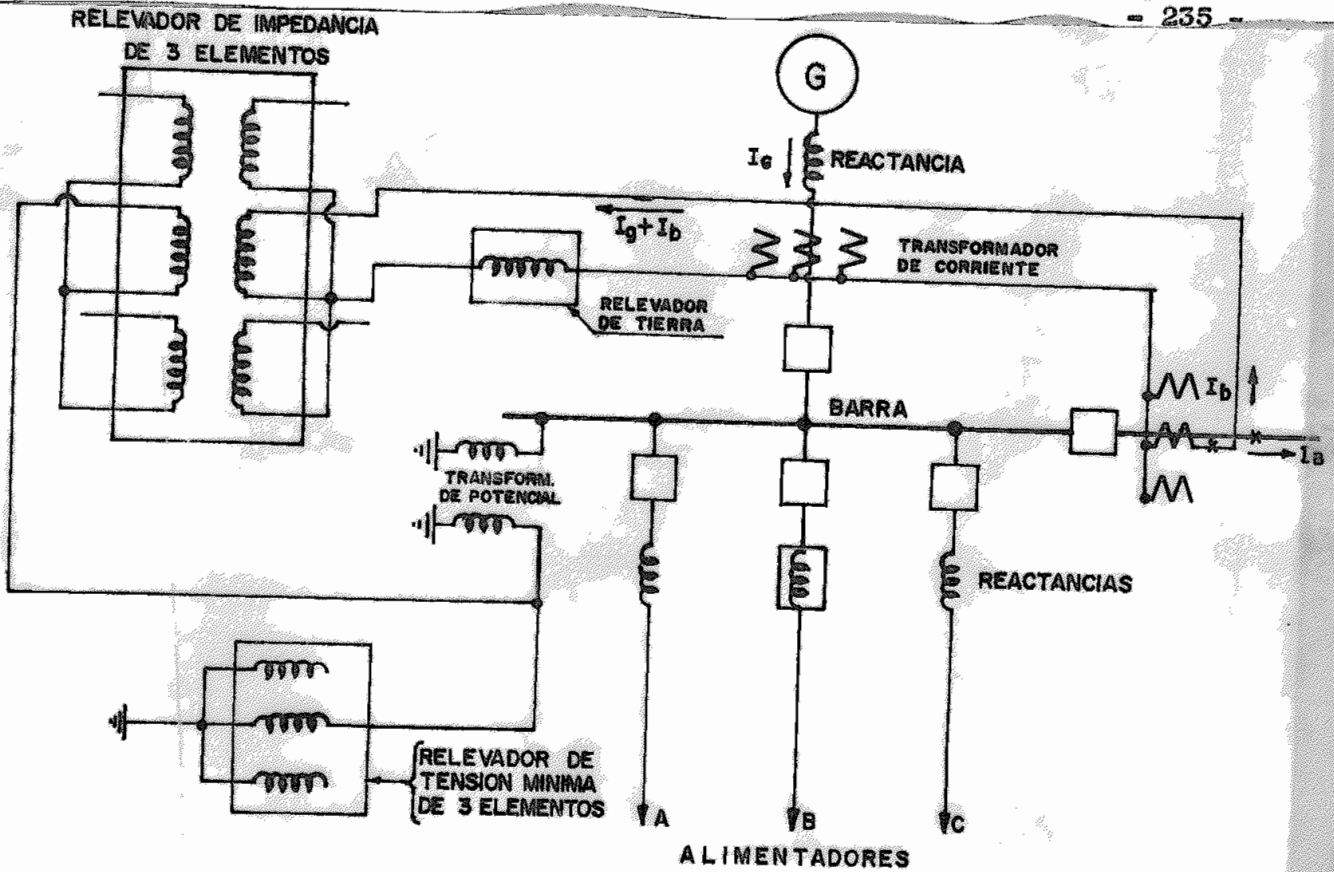 - 235 -
RELEVADOR DE IMPEDANCIA
DE 3 ELEMENTOS
G
IG
REACTANCIA
Ig+Ib
TRANSFORMADOR
DE CORRIENTE
RELEVADOR
DE TIERRA
Ib
BARRA
IB
TRANSFORM.
DE POTENCIAL
REACTANCIAS
RELEVADOR DE
TENSION MINIMA
DE 3 ELEMENTOS
A
B
C
ALIMENTADORES